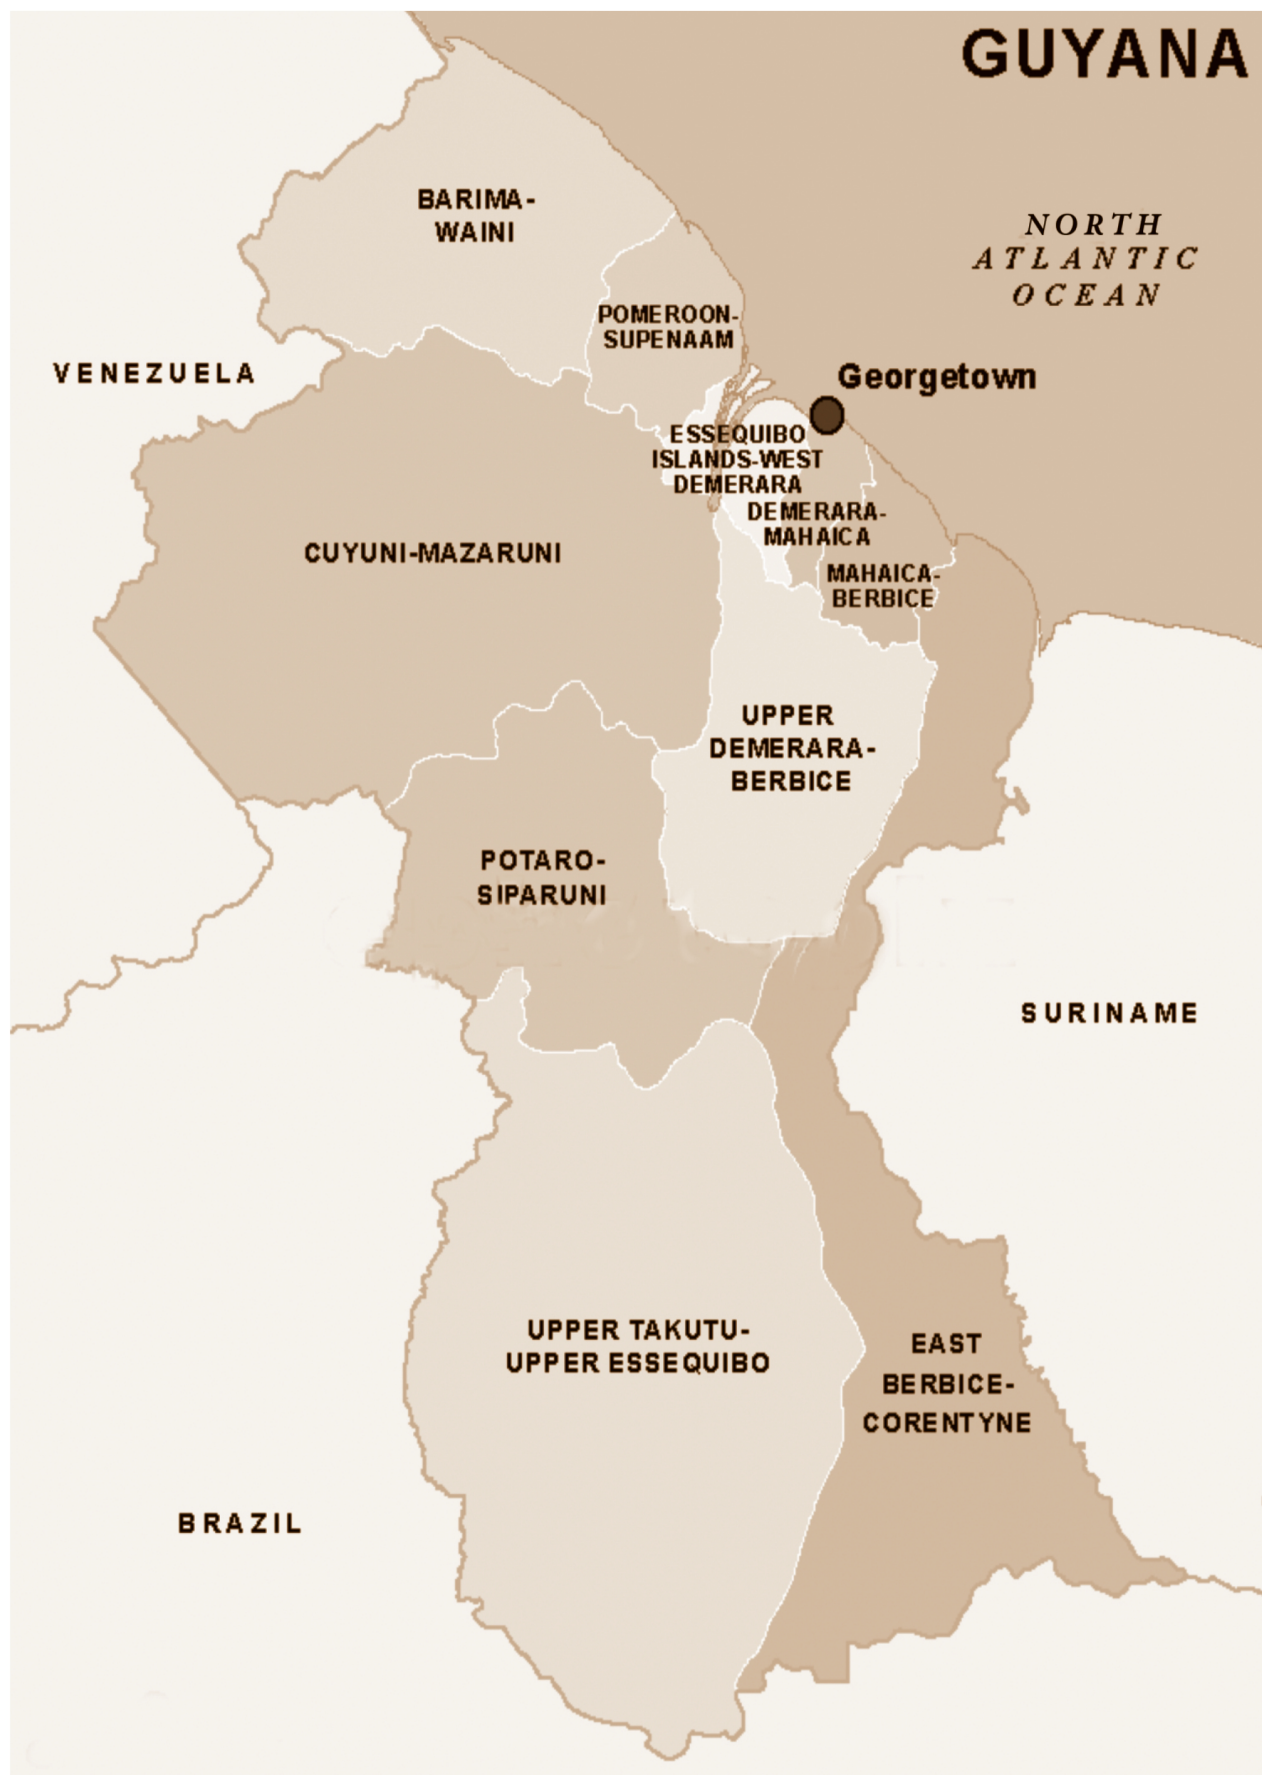 GUYANA
NORTH
ATLANTIC
OCEAN
BARIMA-
WAINI
POMEROON-
SUPENAAM
VENEZUELA
Georgetown
ESSEQUIBO
ISLANDS-WEST
DEMERARA
DEMERARA-
MAHAICA
CUYUNI-MAZARUNI
MAHAICA-
BERBICE
UPPER
DEMERARA-
BERBICE
POTARO-
SIPARUNI
SURINAME
UPPER TAKUTU-
UPPER ESSEQUIBO
EAST
BERBICE-
CORENTYNE
BRAZIL